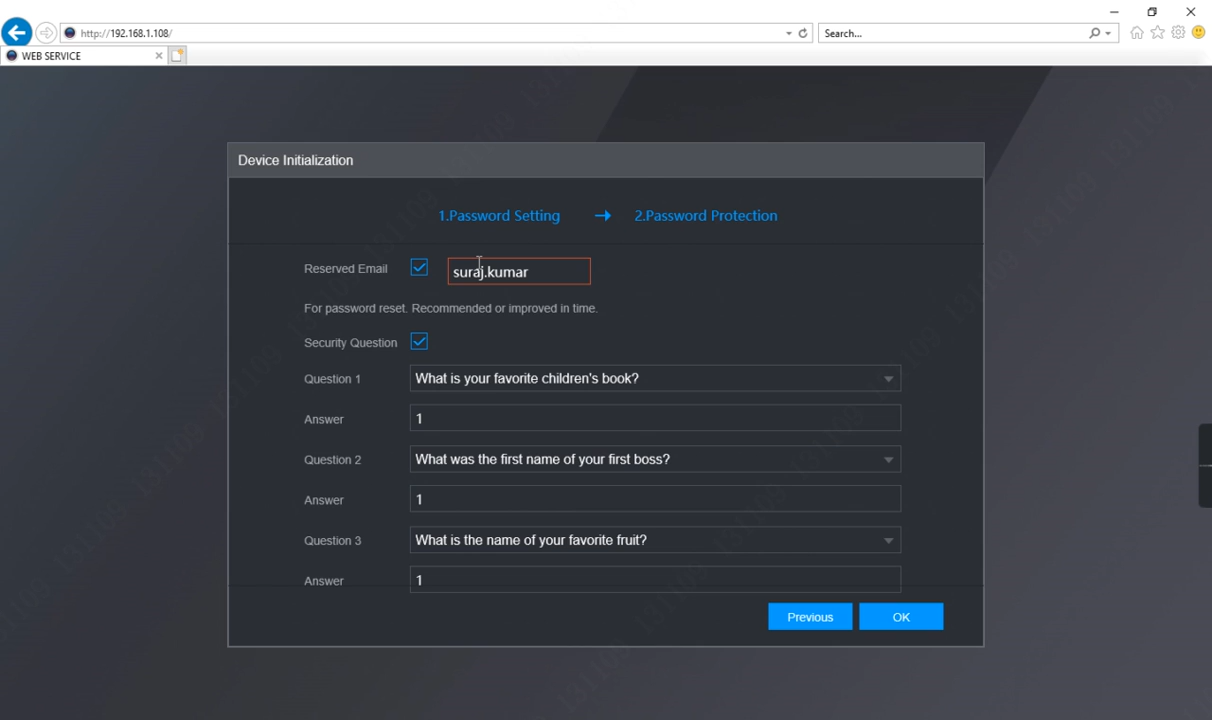 http://192.168.1.108/
Search...
WEB SERVICE
Device Initialization
1.Password Setting → 2.Password Protection
Reserved Email suraj.kumar
For password reset. Recommended or improved in time.
Security Question
Question 1 What is your favorite children's book?
Answer 1
Question 2 What was the first name of your first boss?
Answer 1
Question 3 What is the name of your favorite fruit?
Answer 1
Previous OK
131109 131109 131109